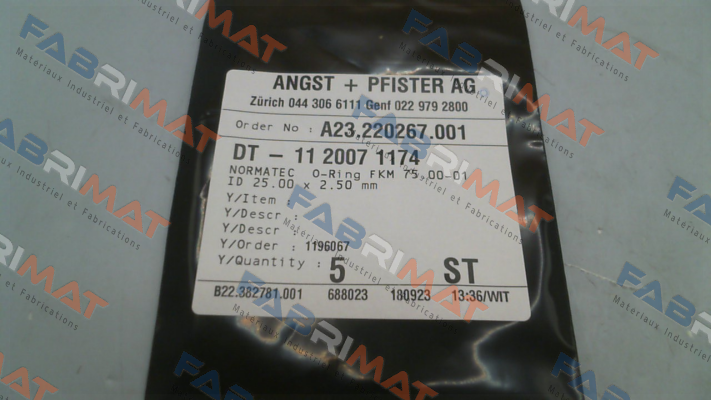 ANGST + PFISTER AG
Zürich 044 306 6111 Genf 022 979 2800
Order No : A23.220267.001
DT - 11 2007 1174
NORMATEC O-Ring FKM 75.00-01
ID 25.00 x 2.50 mm
Y/Item :
Y/Descr :
Y/Descr :
Y/Order : 1196067
Y/Quantity : 5 ST
B22.382781.001 688023 180923 13:36/WIT
FABRIMAT
Materiaux Industriel et Fabrications